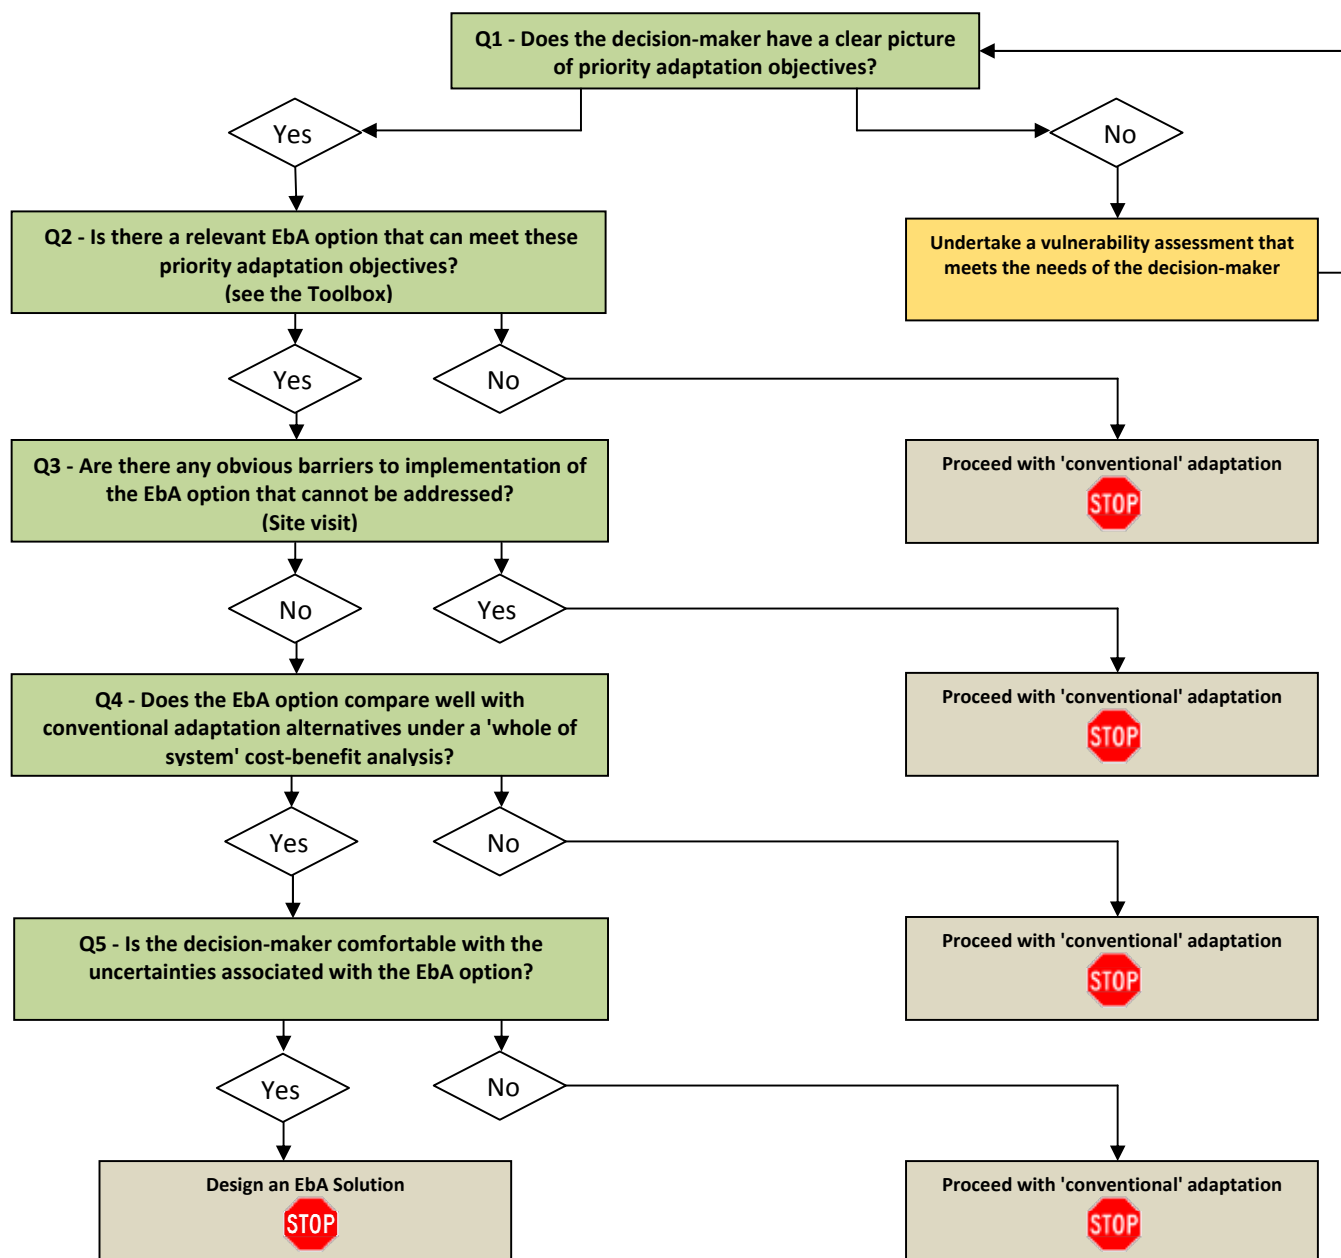 Q1 - Does the decision-maker have a clear picture
of priority adaptation objectives?
Yes
No
Q2 - Is there a relevant EbA option that can meet these
priority adaptation objectives?
(see the Toolbox)
Undertake a vulnerability assessment that
meets the needs of the decision-maker
Yes
No
Q3 - Are there any obvious barriers to implementation of
the EbA option that cannot be addressed?
(Site visit)
Proceed with 'conventional' adaptation
STOP
No
Yes
Q4 - Does the EbA option compare well with
conventional adaptation alternatives under a 'whole of
system' cost-benefit analysis?
Proceed with 'conventional' adaptation
STOP
Yes
No
Q5 - Is the decision-maker comfortable with the
uncertainties associated with the EbA option?
Proceed with 'conventional' adaptation
STOP
Yes
No
Design an EbA Solution
STOP
Proceed with 'conventional' adaptation
STOP